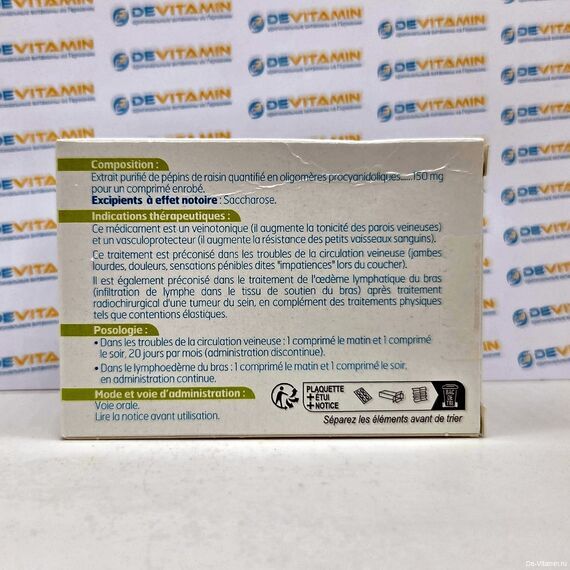 Composition :
Extrait purifié de pépins de raisin quantifié en oligomères procyanidoliques.....150 mg
pour un comprimé enrobé.
Excipients à effet notoire : Saccharose.
Indications thérapeutiques :
Ce médicament est un veinotonique (il augmente la tonicité des parois veineuses)
et un vasculoprotecteur (il augmente la résistance des petits vaisseaux sanguins).
Ce traitement est préconisé dans les troubles de la circulation veineuse (jambes
lourdes, douleurs, sensations pénibles dites "impatiences" lors du coucher).
Il est également préconisé dans le traitement de l'œdème lymphatique du bras
(infiltration de lymphe dans le tissu de soutien du bras) après traitement
radiochirurgical d'une tumeur du sein, en complément des traitements physiques
tels que contentions élastiques.
Posologie :
• Dans les troubles de la circulation veineuse : 1 comprimé le matin et 1 comprimé
le soir, 20 jours par mois (administration discontinue).
• Dans le lymphoedème du bras : 1 comprimé le matin et 1 comprimé le soir,
en administration continue.
Mode et voie d'administration :
Voie orale.
Lire la notice avant utilisation.
PLAQUETTE
+ÉTUI
+NOTICE
BAC
DE
TRI
Séparez les éléments avant de trier
DEVITAMIN
De-Vitamin.ru